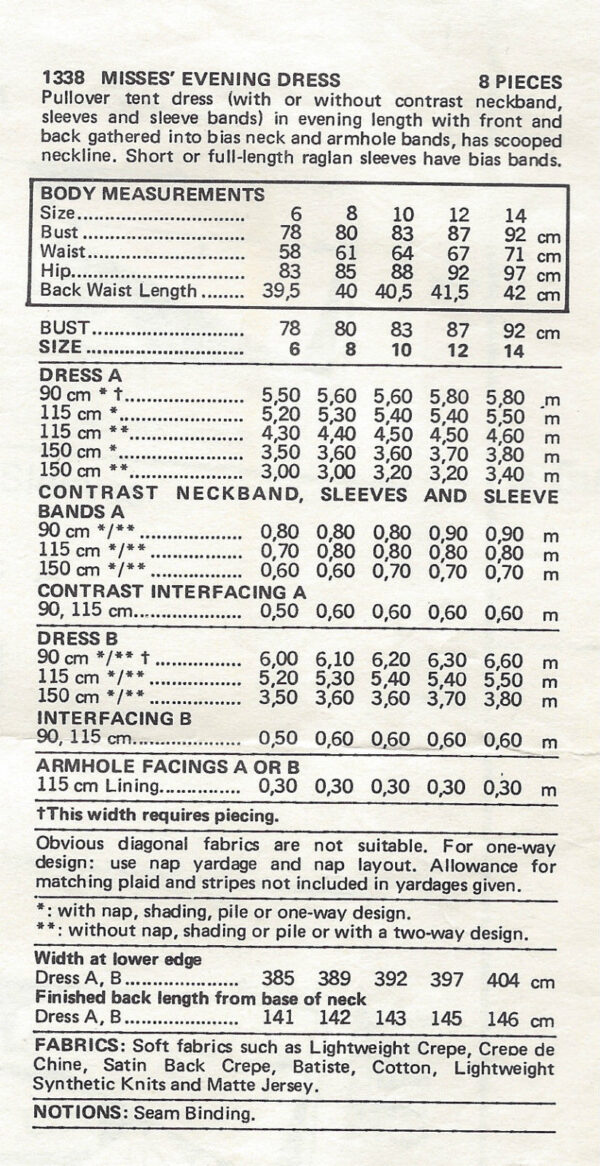 1338 MISSES' EVENING DRESS 8 PIECES
Pullover tent dress (with or without contrast neckband,
sleeves and sleeve bands) in evening length with front and
back gathered into bias neck and armhole bands, has scooped
neckline. Short or full-length raglan sleeves have bias bands.
BODY MEASUREMENTS
Size.............................. 6 8 10 12 14
Bust.............................. 78 80 83 87 92 cm
Waist............................ 58 61 64 67 71 cm
Hip............................... 83 85 88 92 97 cm
Back Waist Length ........ 39,5 40 40,5 41,5 42 cm
BUST............................ 78 80 83 87 92 cm
SIZE............................. 6 8 10 12 14
DRESS A
90 cm * †..................... 5,50 5,60 5,60 5,80 5,80 m
115 cm *...................... 5,20 5,30 5,40 5,40 5,50 m
115 cm ** ................... 4,30 4,40 4,50 4,50 4,60 m
150 cm * ..................... 3,50 3,60 3,60 3,70 3,80 m
150 cm ** ................... 3,00 3,00 3,20 3,20 3,40 m
CONTRAST NECKBAND, SLEEVES AND SLEEVE
BANDS A
90 cm */** .................. 0,80 0,80 0,80 0,90 0,90 m
115 cm */** ................ 0,70 0,80 0,80 0,80 0,80 m
150 cm */** ................ 0,60 0,60 0,70 0,70 0,70 m
CONTRAST INTERFACING A
90, 115 cm................... 0,50 0,60 0,60 0,60 0,60 m
DRESS B
90 cm */** † ............... 6,00 6,10 6,20 6,30 6,60 m
115 cm */** ................ 5,20 5,30 5,40 5,40 5,50 m
150 cm */** ................ 3,50 3,60 3,60 3,70 3,80 m
INTERFACING B
90, 115 cm................... 0,50 0,60 0,60 0,60 0,60 m
ARMHOLE FACINGS A OR B
115 cm Lining.............. 0,30 0,30 0,30 0,30 0,30 m
†This width requires piecing.
Obvious diagonal fabrics are not suitable. For one-way
design: use nap yardage and nap layout. Allowance for
matching plaid and stripes not included in yardages given.
*: with nap, shading, pile or one-way design.
**: without nap, shading or pile or with a two-way design.
Width at lower edge
Dress A, B..................... 385 389 392 397 404 cm
Finished back length from base of neck
Dress A, B..................... 141 142 143 145 146 cm
FABRICS: Soft fabrics such as Lightweight Crepe, Crepe de
Chine, Satin Back Crepe, Batiste, Cotton, Lightweight
Synthetic Knits and Matte Jersey.
NOTIONS: Seam Binding.